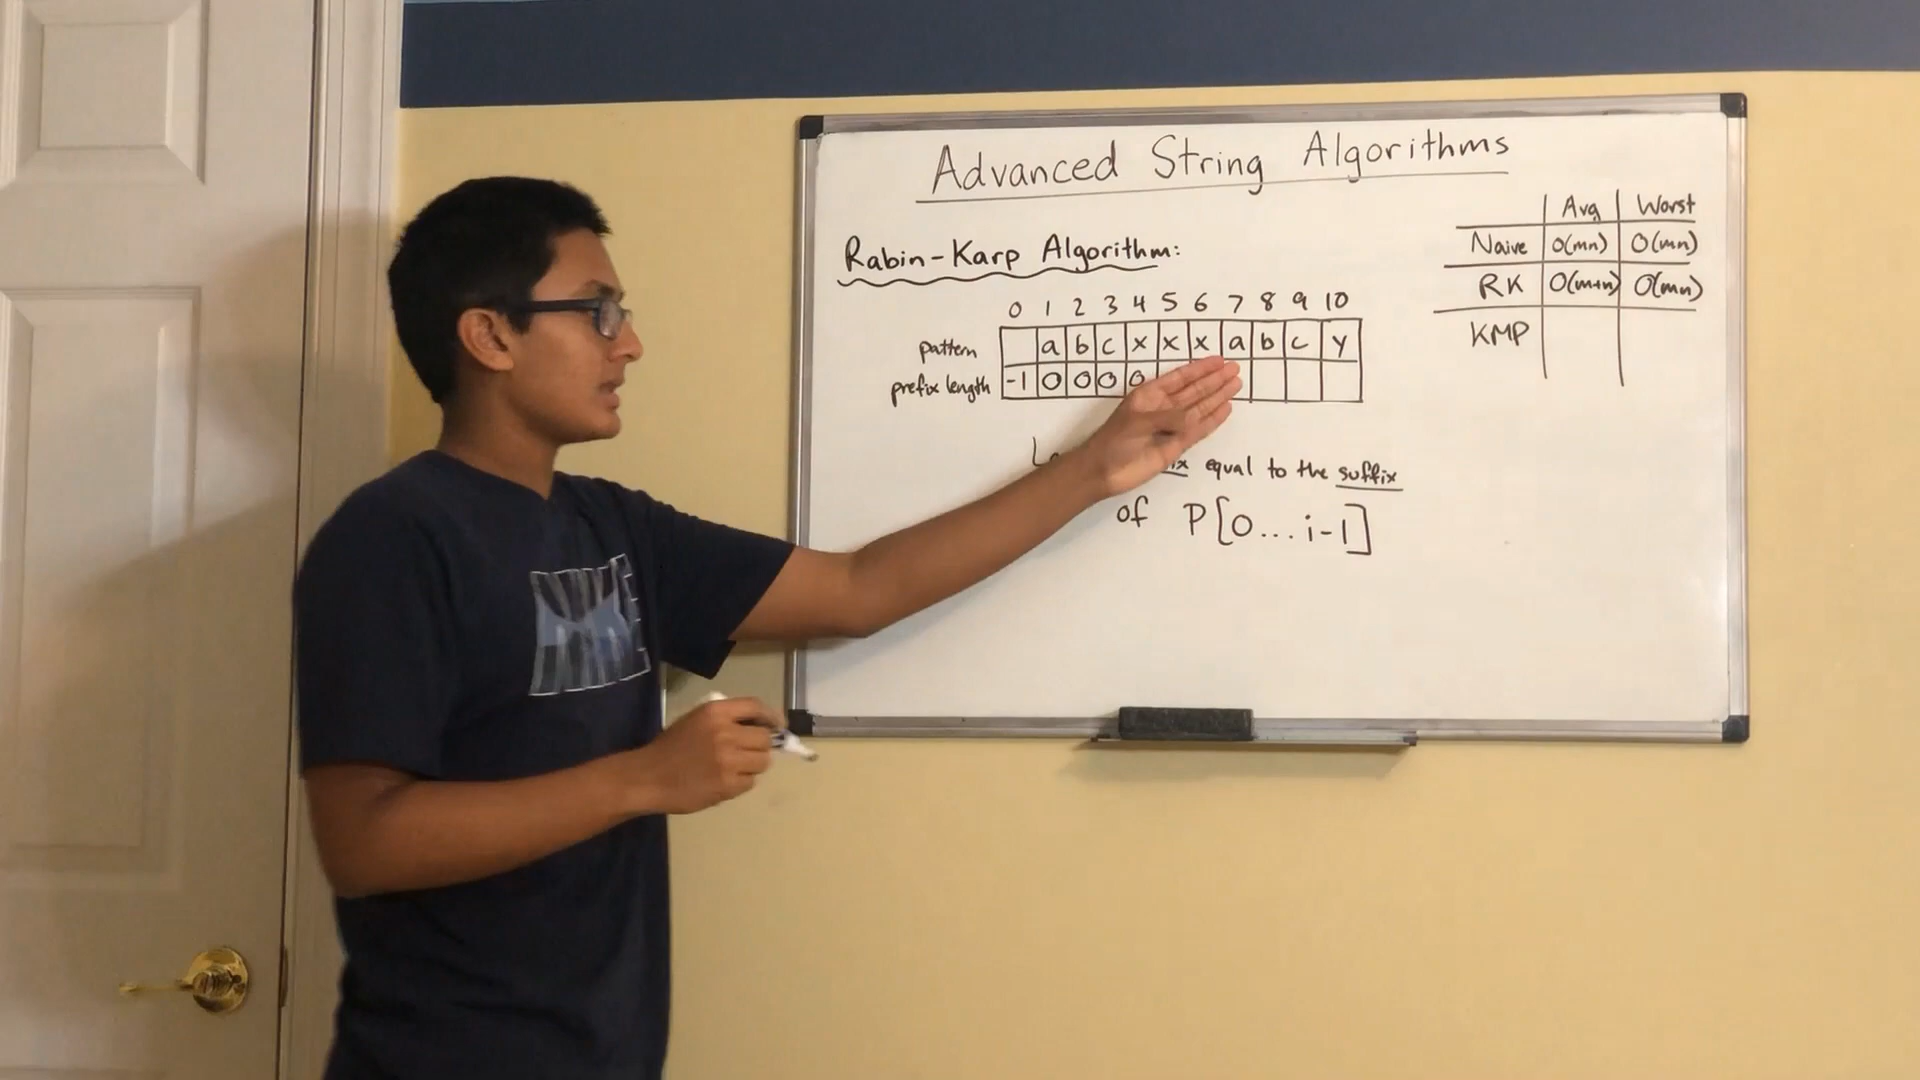 Advanced String Algorithms
Rabin-Karp Algorithm:
0 1 2 3 4 5 6 7 8 9 10
pattern a b c x x x a b c y
prefix length -1 0 0 0 0
equal to the suffix
of P[0...i-1]
Avg Worst
Naive O(mn) O(mn)
RK O(m+n) O(mn)
KMP